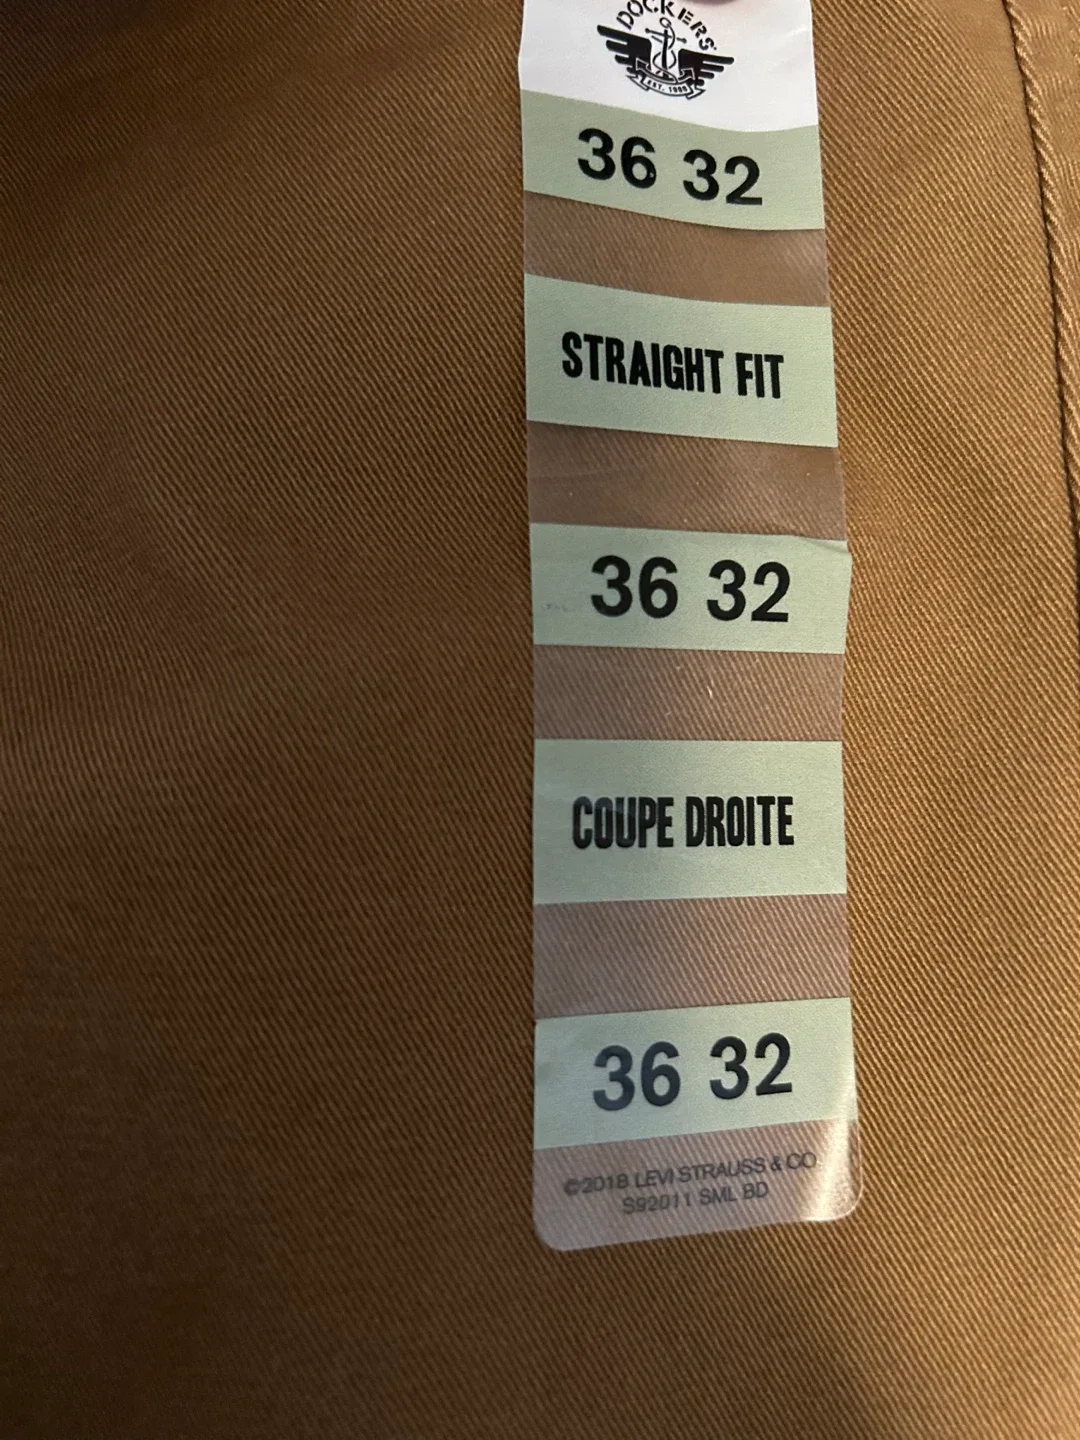 DOCKERS
EST. 1986
36 32
STRAIGHT FIT
36 32
COUPE DROITE
36 32
©2018 LEVI STRAUSS & CO
S92011 SML BD